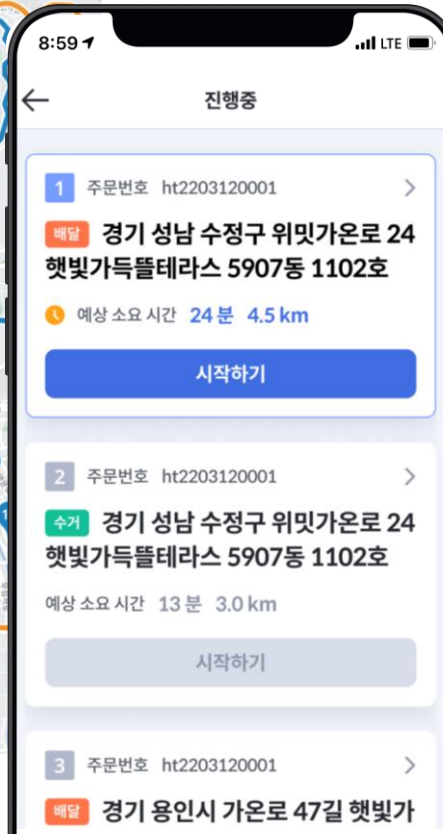 8:59
LTE
진행중
1 주문번호 ht2203120001
배달 경기 성남 수정구 위밋가온로 24
햇빛가득뜰테라스 5907동 1102호
예상 소요 시간 24 분 4.5 km
시작하기
2 주문번호 ht2203120001
수거 경기 성남 수정구 위밋가온로 24
햇빛가득뜰테라스 5907동 1102호
예상 소요 시간 13 분 3.0 km
시작하기
3 주문번호 ht2203120001
배달 경기 용인시 가온로 47길 햇빛가